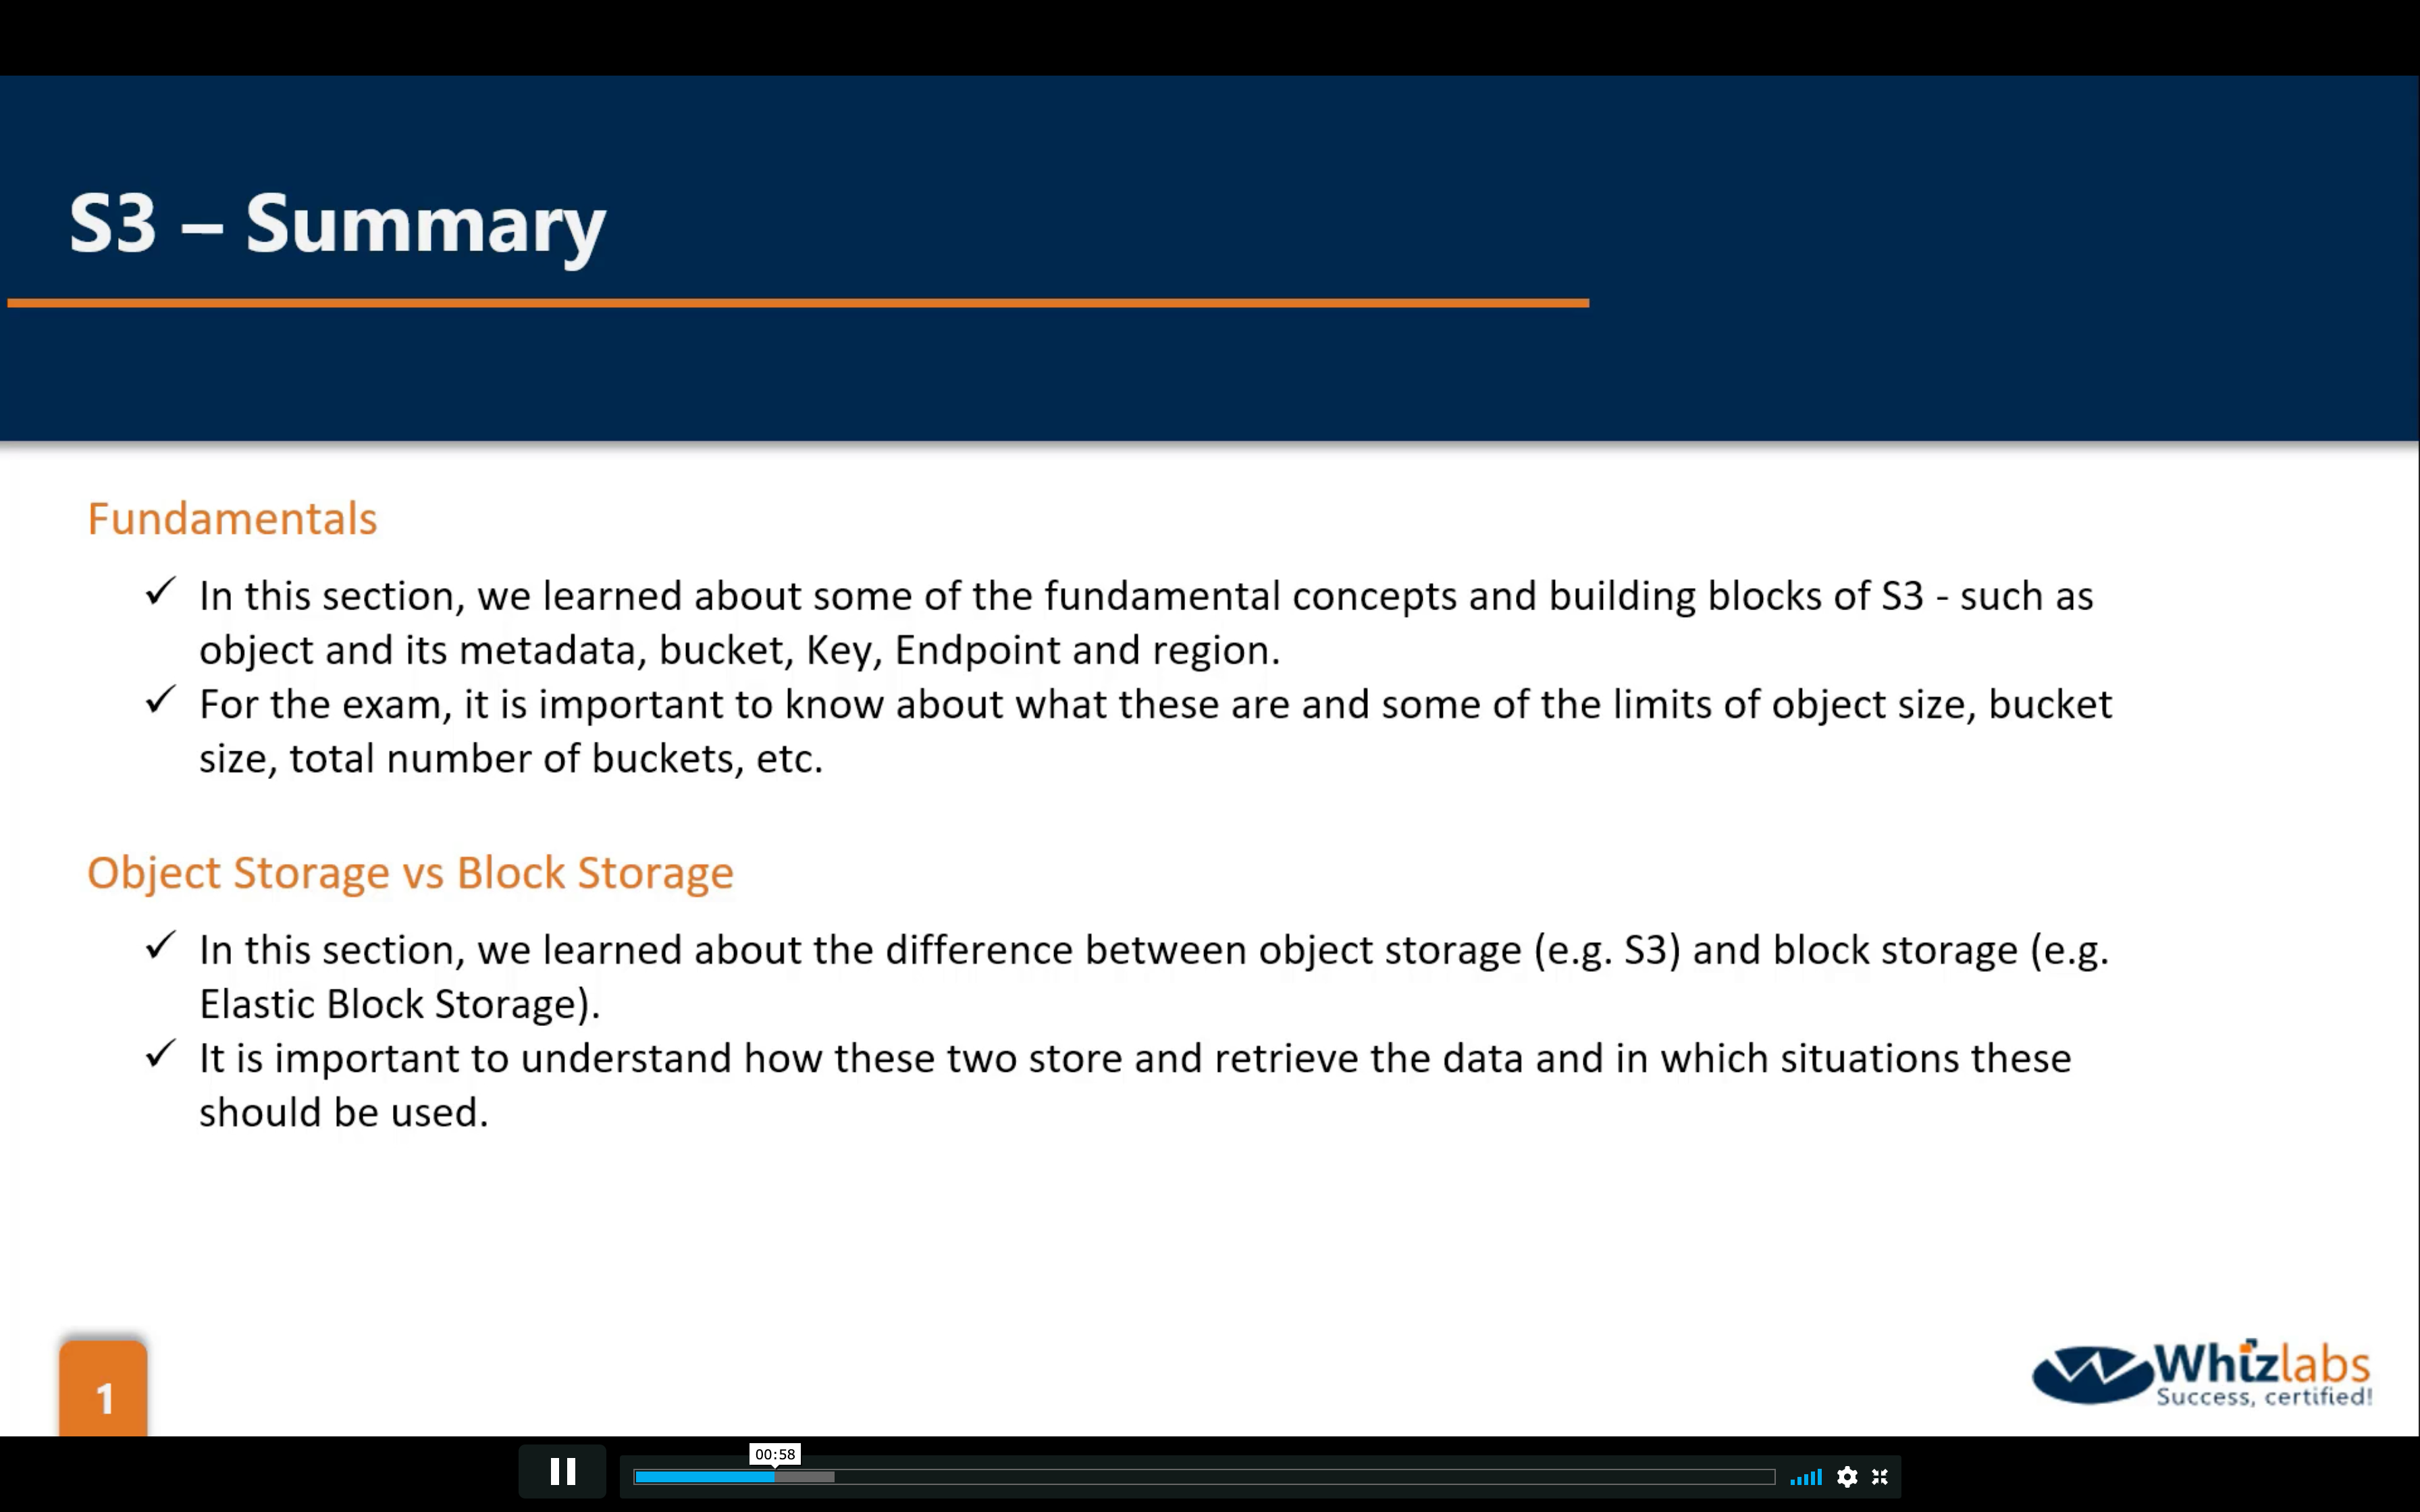 S3 – Summary
Fundamentals
✓ In this section, we learned about some of the fundamental concepts and building blocks of S3 - such as
object and its metadata, bucket, Key, Endpoint and region.
✓ For the exam, it is important to know about what these are and some of the limits of object size, bucket
size, total number of buckets, etc.
Object Storage vs Block Storage
✓ In this section, we learned about the difference between object storage (e.g. S3) and block storage (e.g.
Elastic Block Storage).
✓ It is important to understand how these two store and retrieve the data and in which situations these
should be used.
1
Whizlabs
Success, certified!
00:58